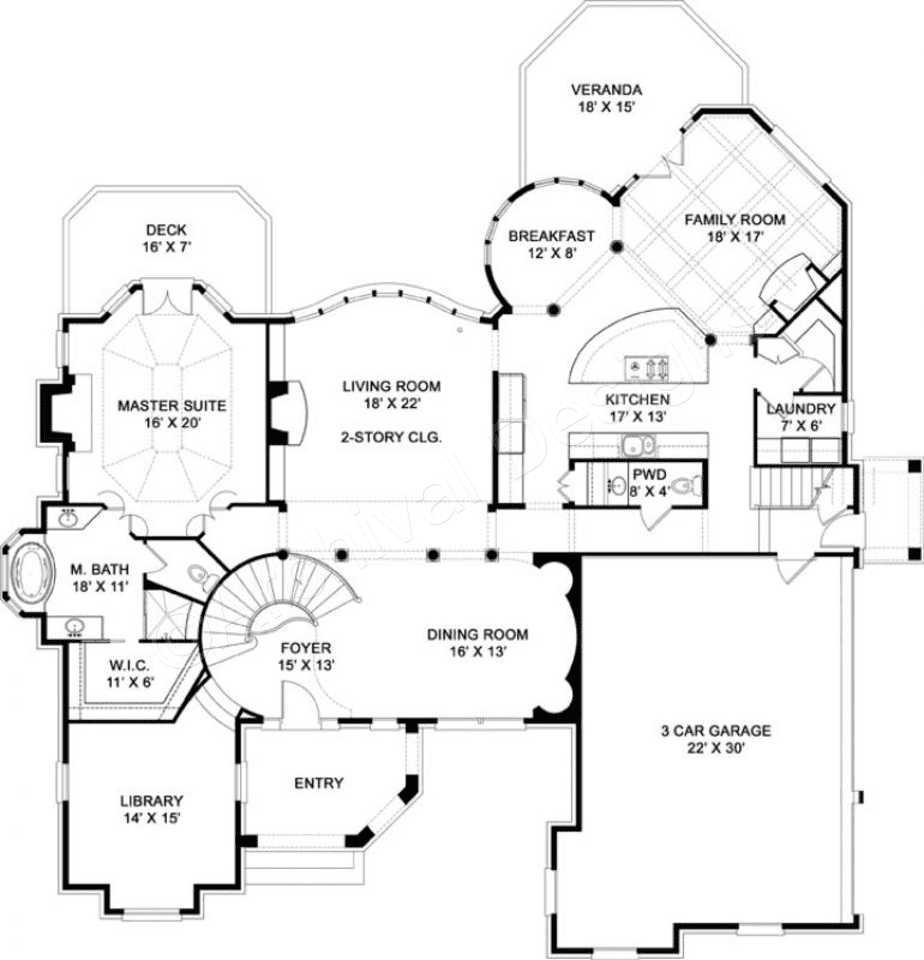 VERANDA
18' X 15'
DECK
16' X 7'
BREAKFAST
12' X 8'
FAMILY ROOM
18' X 17'
MASTER SUITE
16' X 20'
LIVING ROOM
18' X 22'
2-STORY CLG.
KITCHEN
17' X 13'
LAUNDRY
7' X 6'
PWD
8' X 4'
M. BATH
18' X 11'
W.I.C.
11' X 6'
FOYER
15' X 13'
DINING ROOM
16' X 13'
3 CAR GARAGE
22' X 30'
ENTRY
LIBRARY
14' X 15'
© Archival Designs